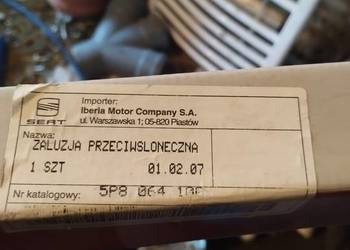 Importer:
Iberia Motor Company S.A.
ul. Warszawska 1; 05-820 Piastów
SEAT
Nazwa:
ZALUZJA PRZECIWSLONECZNA
1 SZT 01.02.07
Nr katalogowy: 5P8 064